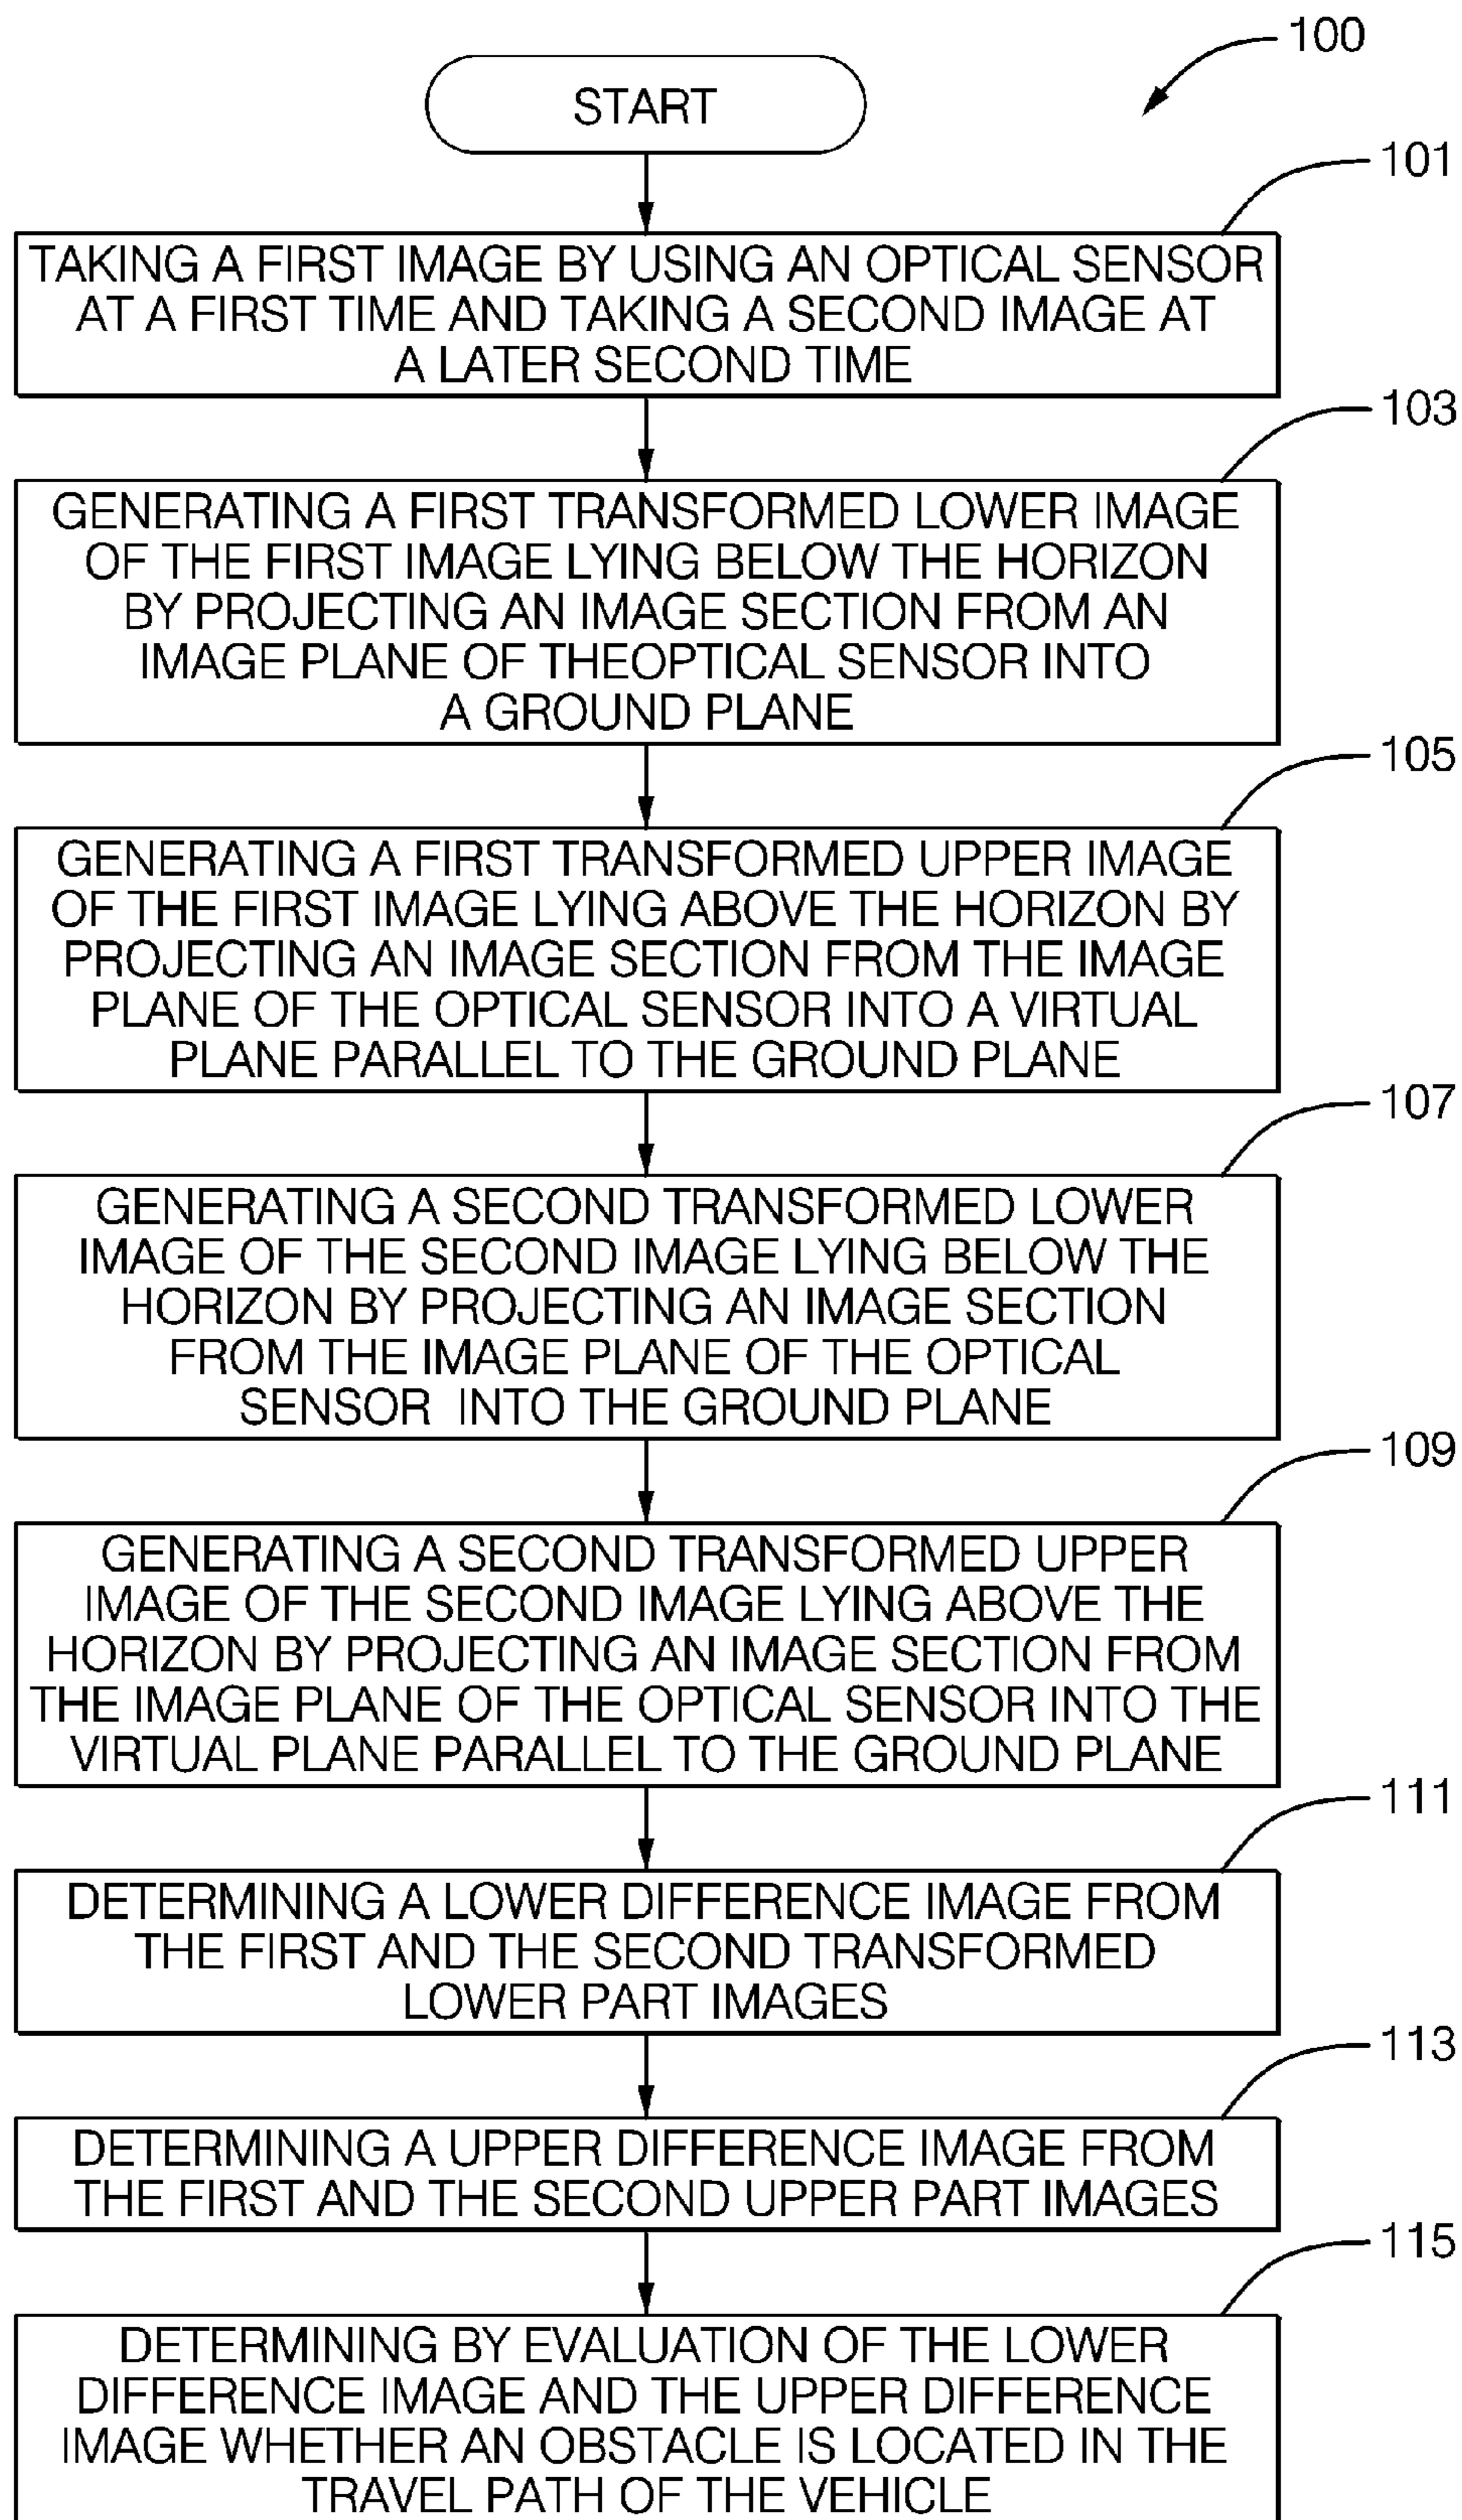 100
START
101
TAKING A FIRST IMAGE BY USING AN OPTICAL SENSOR
AT A FIRST TIME AND TAKING A SECOND IMAGE AT
A LATER SECOND TIME
103
GENERATING A FIRST TRANSFORMED LOWER IMAGE
OF THE FIRST IMAGE LYING BELOW THE HORIZON
BY PROJECTING AN IMAGE SECTION FROM AN
IMAGE PLANE OF THEOPTICAL SENSOR INTO
A GROUND PLANE
105
GENERATING A FIRST TRANSFORMED UPPER IMAGE
OF THE FIRST IMAGE LYING ABOVE THE HORIZON BY
PROJECTING AN IMAGE SECTION FROM THE IMAGE
PLANE OF THE OPTICAL SENSOR INTO A VIRTUAL
PLANE PARALLEL TO THE GROUND PLANE
107
GENERATING A SECOND TRANSFORMED LOWER
IMAGE OF THE SECOND IMAGE LYING BELOW THE
HORIZON BY PROJECTING AN IMAGE SECTION
FROM THE IMAGE PLANE OF THE OPTICAL
SENSOR INTO THE GROUND PLANE
109
GENERATING A SECOND TRANSFORMED UPPER
IMAGE OF THE SECOND IMAGE LYING ABOVE THE
HORIZON BY PROJECTING AN IMAGE SECTION FROM
THE IMAGE PLANE OF THE OPTICAL SENSOR INTO THE
VIRTUAL PLANE PARALLEL TO THE GROUND PLANE
111
DETERMINING A LOWER DIFFERENCE IMAGE FROM
THE FIRST AND THE SECOND TRANSFORMED
LOWER PART IMAGES
113
DETERMINING A UPPER DIFFERENCE IMAGE FROM
THE FIRST AND THE SECOND UPPER PART IMAGES
115
DETERMINING BY EVALUATION OF THE LOWER
DIFFERENCE IMAGE AND THE UPPER DIFFERENCE
IMAGE WHETHER AN OBSTACLE IS LOCATED IN THE
TRAVEL PATH OF THE VEHICLE